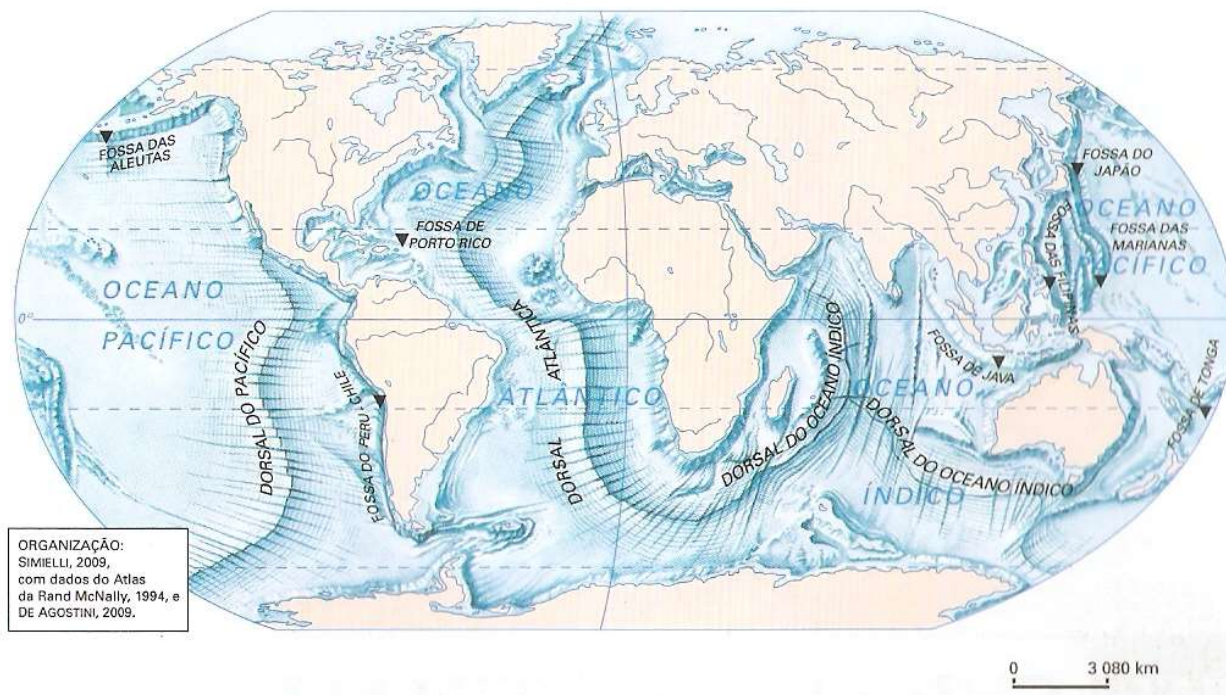 FOSSA DAS
ALEUTAS
OCEANO
FOSSA DE
PORTO RICO
FOSSA DO
JAPÃO
OCEANO
FOSSA DAS
MARIANAS
PACÍFICO
FOSSA DAS FILIPINAS
OCEANO
PACÍFICO
0°
DORSAL DO PACÍFICO
FOSSA DO PERU - CHILE
DORSAL ATLÂNTICA
ATLÂNTICO
DORSAL
DORSAL DO OCEANO ÍNDICO
OCEANO
FOSSA DE JAVA
FOSSA DE TONGA
DORSAL DO OCEANO ÍNDICO
ÍNDICO
ORGANIZAÇÃO:
SIMIELLI, 2009,
com dados do Atlas
da Rand McNally, 1994, e
DE AGOSTINI, 2009.
0 3 080 km